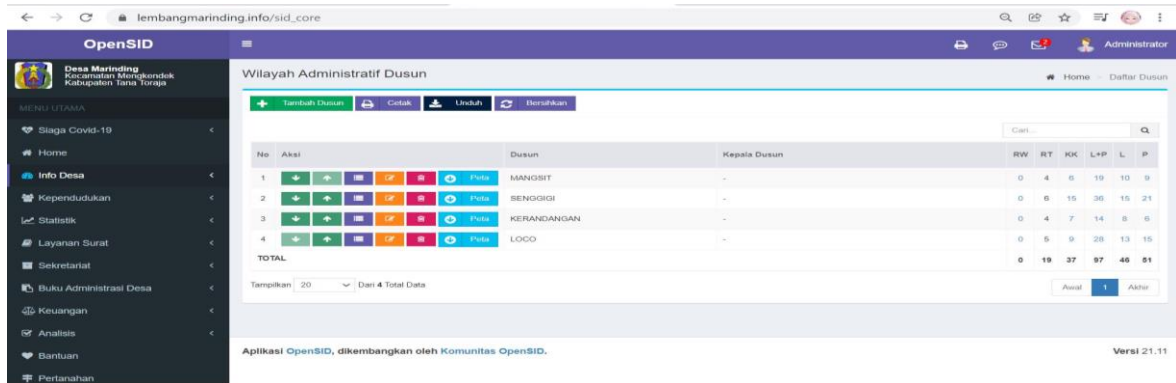 lembangmarinding.info/sid_core
OpenSID
2
Administrator
Desa Marinding
Kecamatan Mengkendek
Kabupaten Tana Toraja
Wilayah Administratif Dusun
Home - Daftar Dusun
MENU UTAMA
Tambah Dusun Cetak Unduh Bersihkan
Siaga Covid-19
Cari...
Home
No Aksi Dusun Kepala Dusun RW RT KK L+P L P
Info Desa
1 Peta MANGSIT - 0 4 6 19 10 9
Kependudukan
2 Peta SENGGIGI - 0 6 15 36 15 21
Statistik
3 Peta KERANDANGAN - 0 4 7 14 8 6
Layanan Surat
4 Peta LOCO - 0 5 9 28 13 15
TOTAL 0 19 37 97 46 51
Sekretariat
Tampilkan 20 Dari 4 Total Data
Awal 1 Akhir
Buku Administrasi Desa
Keuangan
Analisis
Bantuan
Aplikasi OpenSID, dikembangkan oleh Komunitas OpenSID.
Versi 21.11
Pertanahan